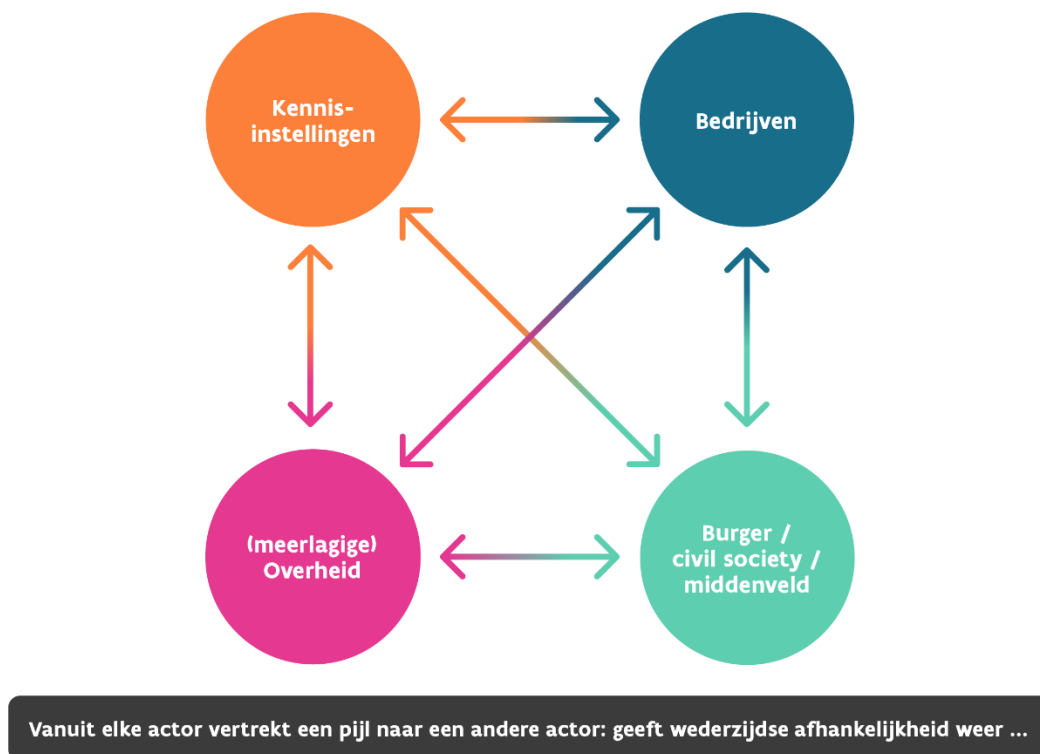 Kennis-
instellingen
Bedrijven
(meerlagige)
Overheid
Burger /
civil society /
middenveld
Vanuit elke actor vertrekt een pijl naar een andere actor: geeft wederzijdse afhankelijkheid weer ...